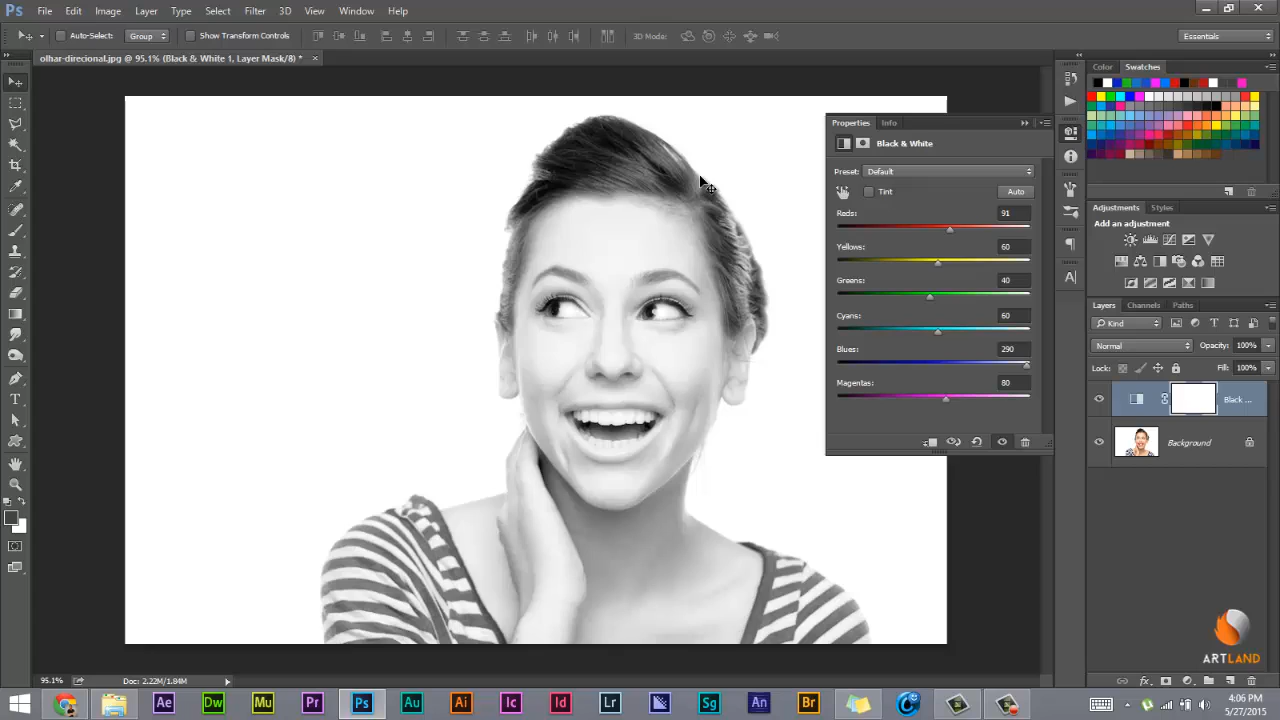 Ps File Edit Image Layer Type Select Filter 3D View Window Help
Auto-Select: Group Show Transform Controls 3D Mode: Essentials
olhar-direcional.jpg @ 95.1% (Black & White 1, Layer Mask/8) * ×
Color Swatches
Properties Info
Black & White
Preset: Default
Tint Auto
Reds: 91
Yellows: 60
Greens: 40
Cyans: 60
Blues: 290
Magentas: 80
Adjustments Styles
Add an adjustment
Layers Channels Paths
Kind
Normal Opacity: 100%
Lock: Fill: 100%
Black ...
Background
ARTLAND
95.1% Doc: 2.22M/1.84M
Ae Dw Mu Pr Ps Au Ai Ic Id Lr Sg An Br
4:06 PM
5/27/2015